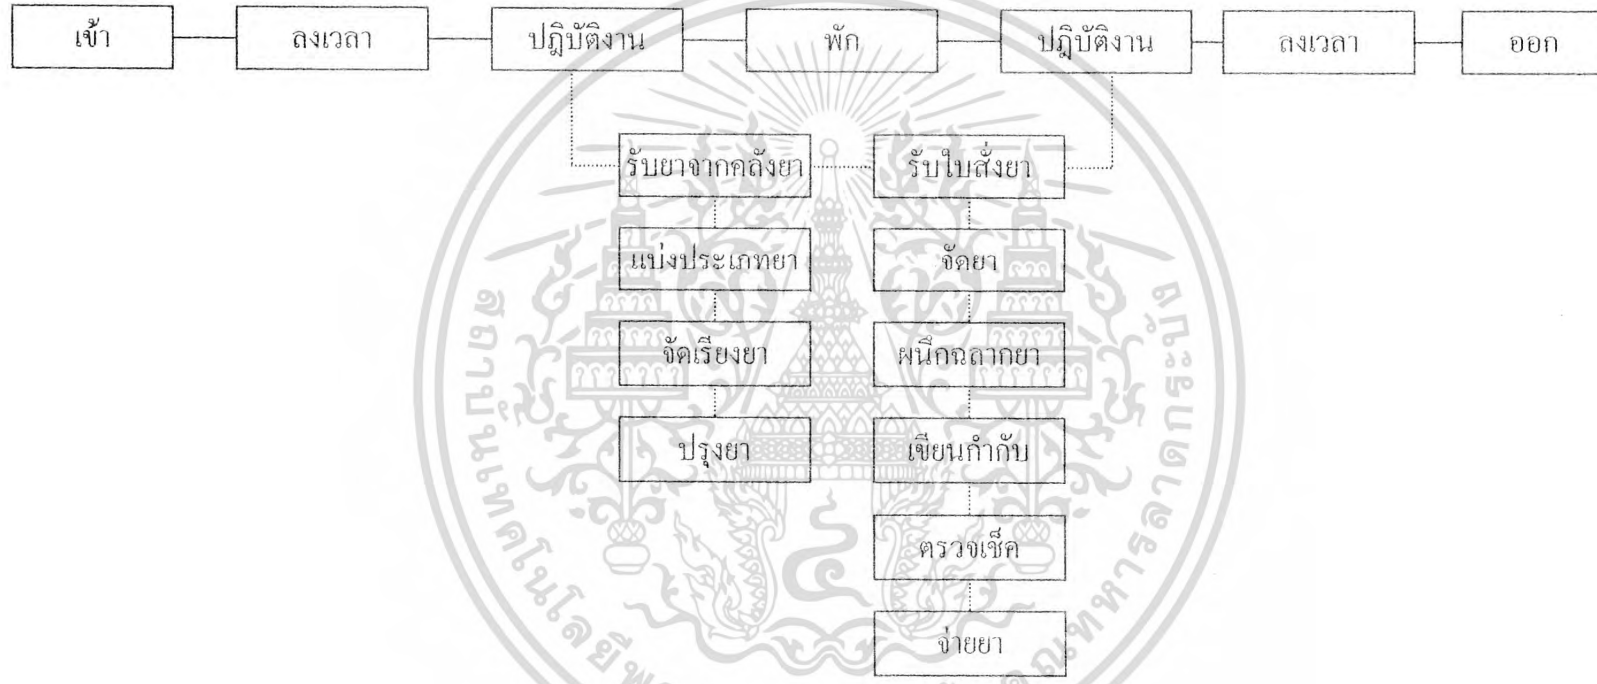 เข้า
ลงเวลา
ปฎิบัติงาน
พัก
ปฎิบัติงาน
ลงเวลา
ออก
รับยาจากคลังยา
รับใบสั่งยา
แบ่งประเภทยา
จัดยา
จัดเรียงยา
ผนึกฉลากยา
ปรุงยา
เขียนกำกับ
ตรวจเช็ค
จ่ายยา